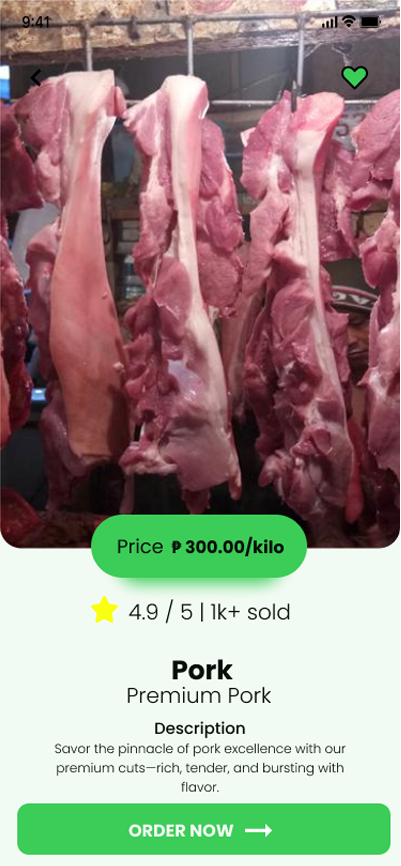 9:41
Price ₱ 300.00/kilo
4.9 / 5 | 1k+ sold
Pork
Premium Pork
Description
Savor the pinnacle of pork excellence with our
premium cuts—rich, tender, and bursting with
flavor.
ORDER NOW